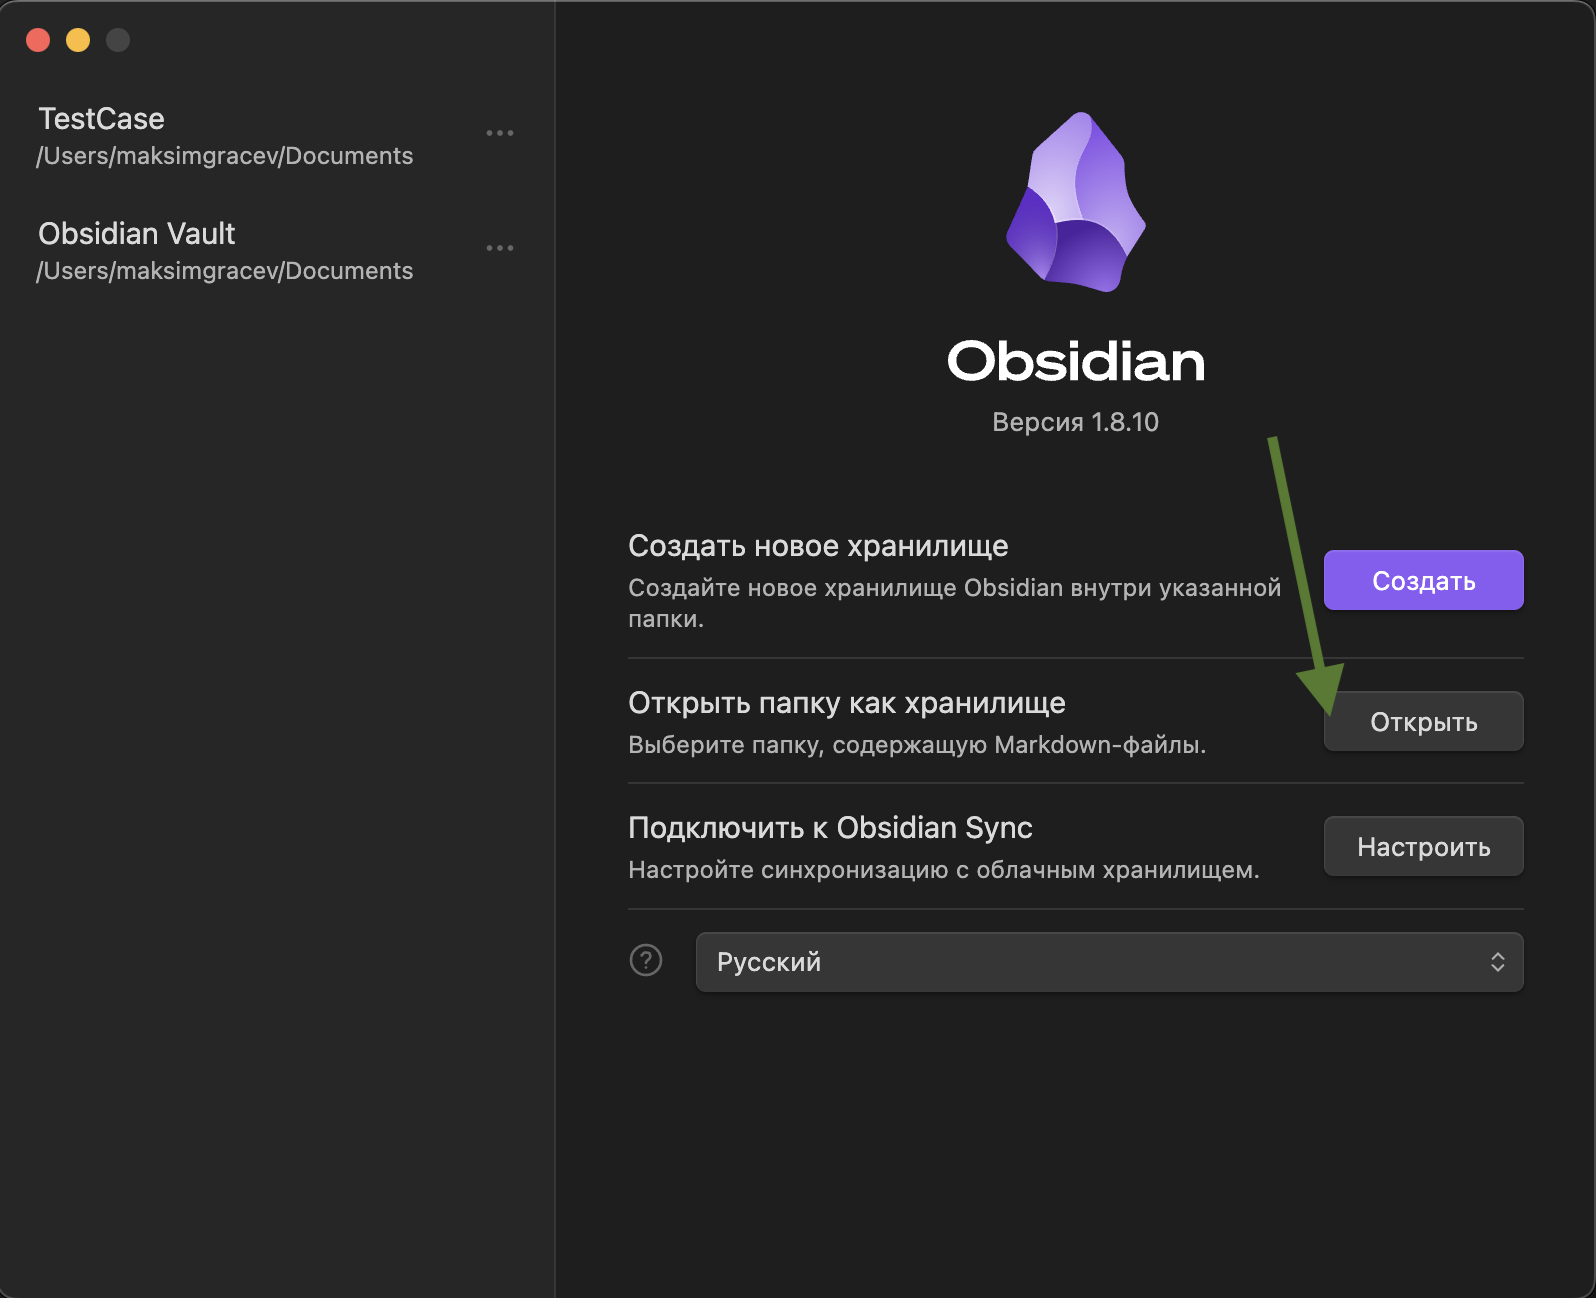 TestCase
/Users/maksimgracev/Documents
Obsidian Vault
/Users/maksimgracev/Documents
Obsidian
Версия 1.8.10
Создать новое хранилище
Создайте новое хранилище Obsidian внутри указанной
папки.
Создать
Открыть папку как хранилище
Выберите папку, содержащую Markdown-файлы.
Открыть
Подключить к Obsidian Sync
Настройте синхронизацию с облачным хранилищем.
Настроить
?
Русский